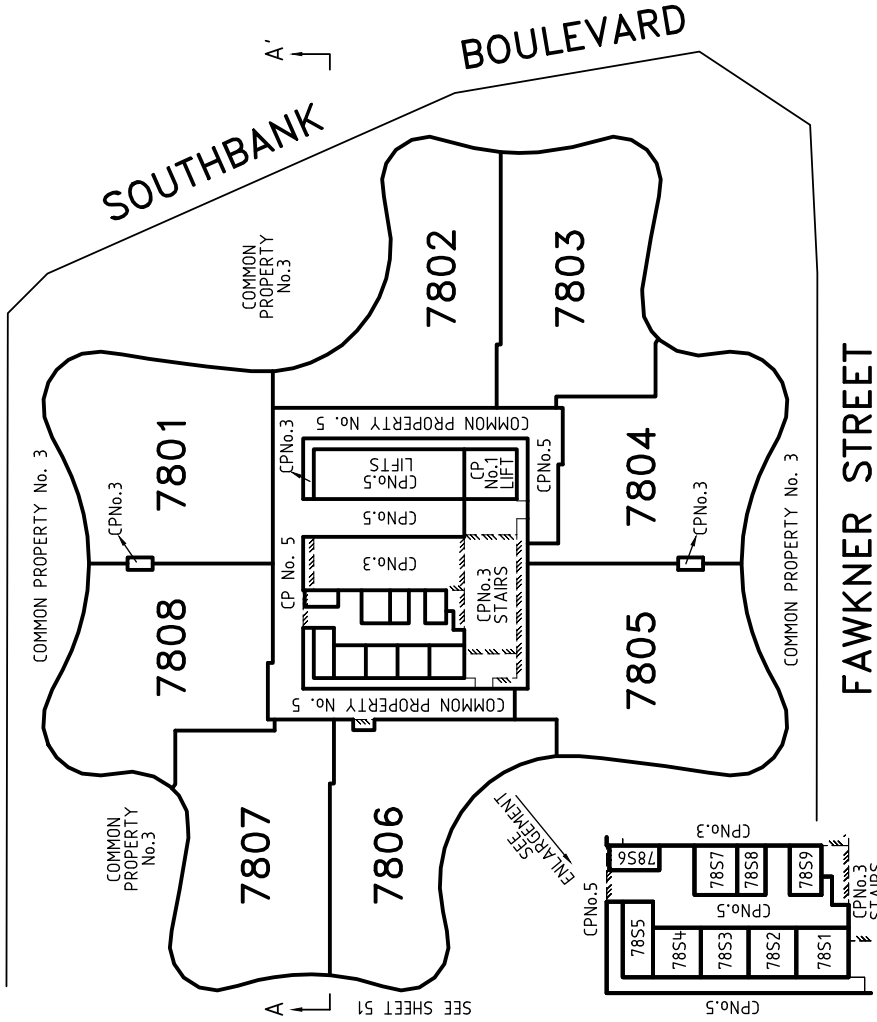 A'
BOULEVARD
SOUTHBANK
COMMON
PROPERTY
No.3
7802
7803
COMMON PROPERTY No. 3
7801
CPNo.3
COMMON PROPERTY No. 5
CPNo.3
CPNo.5
LIFTS
CP
No.1
LIFT
CPNo.5
7804
CPNo.3
COMMON PROPERTY No. 3
FAWKNER STREET
CPNo.5
CP No. 5
CPNo.3
CPNo.3
STAIRS
7808
7805
COMMON PROPERTY No. 5
COMMON
PROPERTY
No.3
7807
7806
SEE
ENLARGEMENT
CPNo.3
CPNo.5
78S6
78S7
78S8
78S9
CPNo.5
CPNo.3
STAIRS
78S5
78S4
78S3
78S2
78S1
CPNo.5
A
SEE SHEET 51